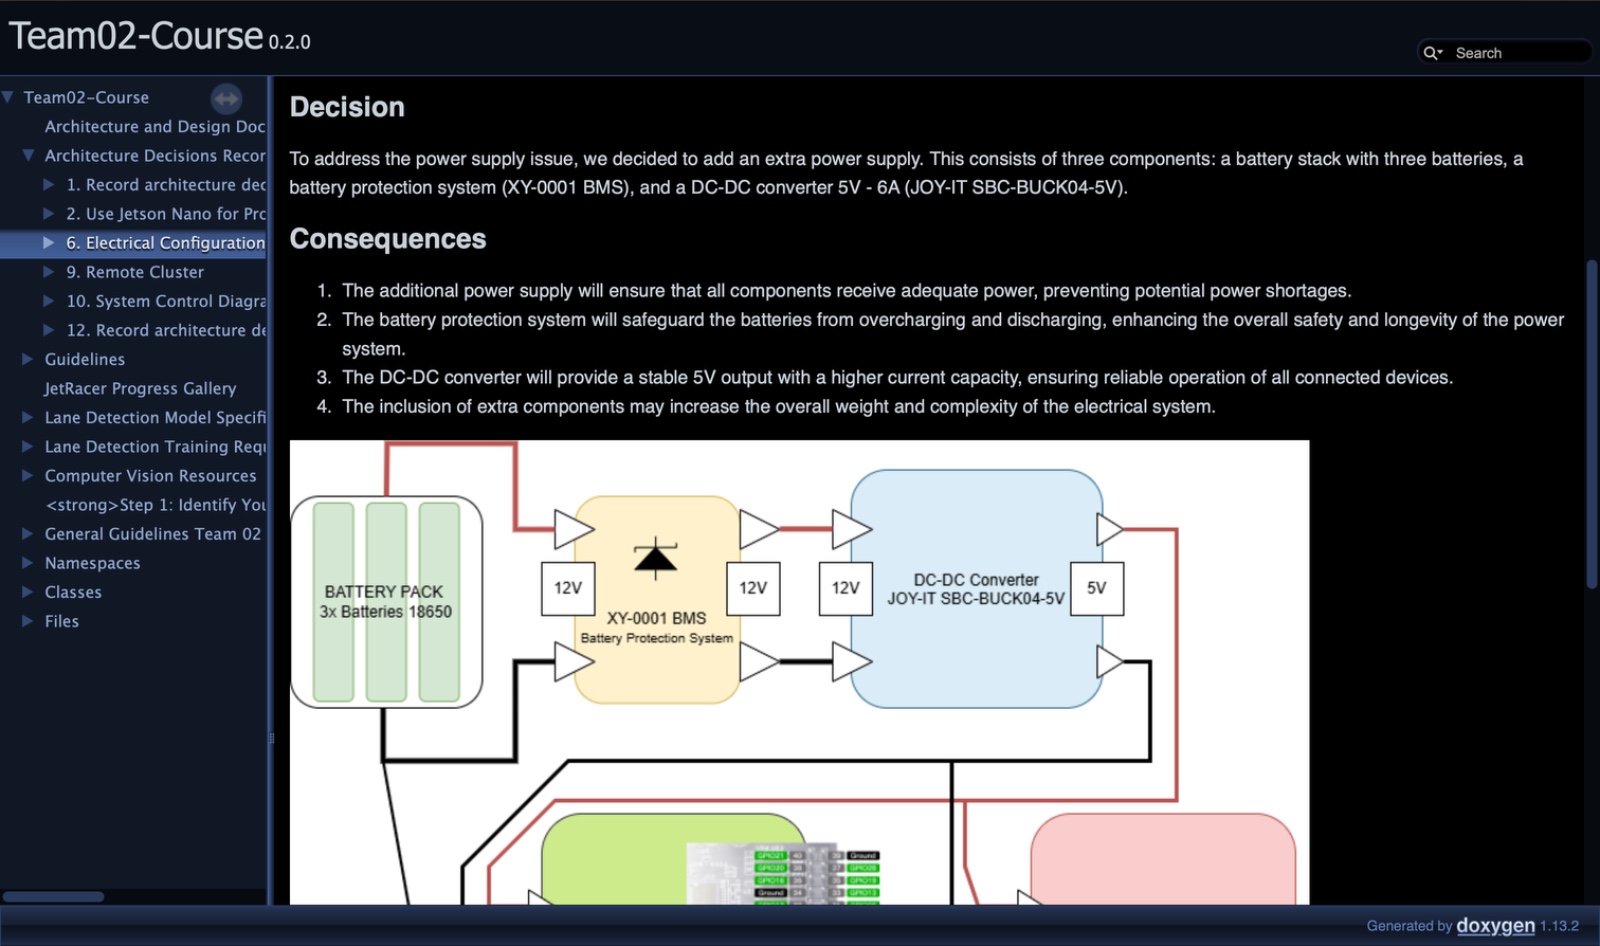 Team02-Course 0.2.0
Search
Team02-Course
Architecture and Design Doc
Architecture Decisions Recor
1. Record architecture dec
2. Use Jetson Nano for Pro
6. Electrical Configuration
9. Remote Cluster
10. System Control Diagra
12. Record architecture de
Guidelines
JetRacer Progress Gallery
Lane Detection Model Specifi
Lane Detection Training Requ
Computer Vision Resources
<strong>Step 1: Identify You
General Guidelines Team 02
Namespaces
Classes
Files
Decision
To address the power supply issue, we decided to add an extra power supply. This consists of three components: a battery stack with three batteries, a
battery protection system (XY-0001 BMS), and a DC-DC converter 5V - 6A (JOY-IT SBC-BUCK04-5V).
Consequences
1. The additional power supply will ensure that all components receive adequate power, preventing potential power shortages.
2. The battery protection system will safeguard the batteries from overcharging and discharging, enhancing the overall safety and longevity of the power
system.
3. The DC-DC converter will provide a stable 5V output with a higher current capacity, ensuring reliable operation of all connected devices.
4. The inclusion of extra components may increase the overall weight and complexity of the electrical system.
BATTERY PACK
3x Batteries 18650
12V
XY-0001 BMS
Battery Protection System
12V
12V
DC-DC Converter
JOY-IT SBC-BUCK04-5V
5V
GPIO21 40 39 Ground
Ground 34
Generated by doxygen 1.13.2